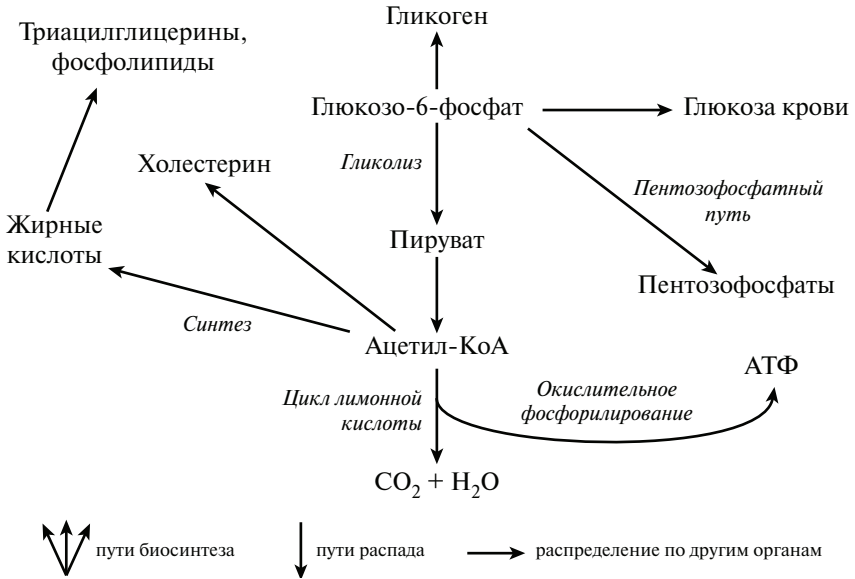 Гликоген
Триацилглицерины,
фосфолипиды
Глюкозо-6-фосфат
Глюкоза крови
Гликолиз
Холестерин
Пентозофосфатный
путь
Жирные
кислоты
Пируват
Пентозофосфаты
Синтез
Ацетил-КоА
АТФ
Цикл лимонной
кислоты
Окислительное
фосфорилирование
CO₂ + H₂O
пути биосинтеза
пути распада
распределение по другим органам